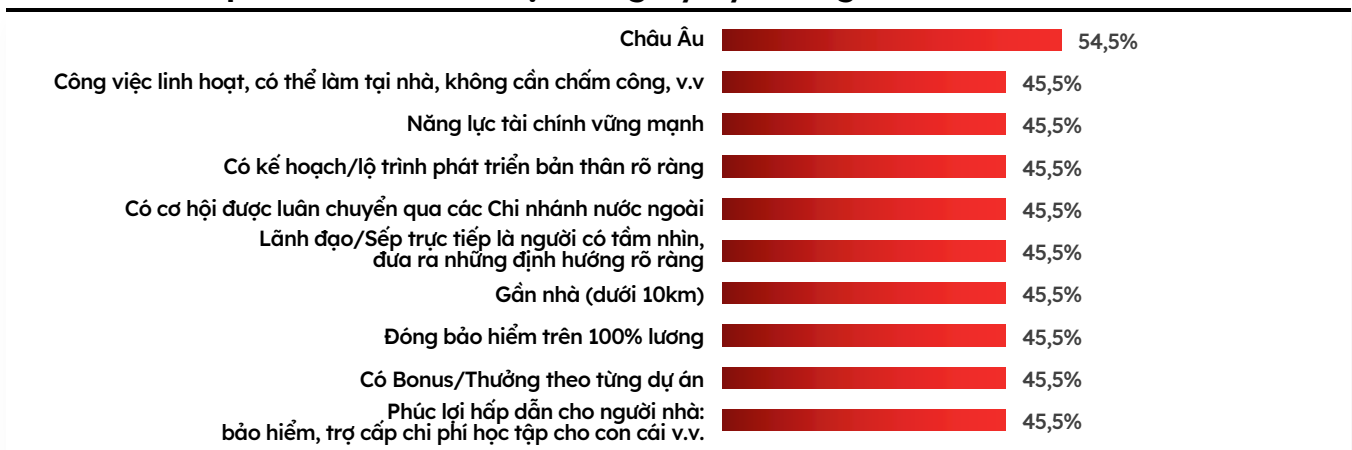 Châu Âu 54,5%
Công việc linh hoạt, có thể làm tại nhà, không cần chấm công, v.v 45,5%
Năng lực tài chính vững mạnh 45,5%
Có kế hoạch/lộ trình phát triển bản thân rõ ràng 45,5%
Có cơ hội được luân chuyển qua các Chi nhánh nước ngoài 45,5%
Lãnh đạo/Sếp trực tiếp là người có tầm nhìn,
đưa ra những định hướng rõ ràng 45,5%
Gần nhà (dưới 10km) 45,5%
Đóng bảo hiểm trên 100% lương 45,5%
Có Bonus/Thưởng theo từng dự án 45,5%
Phúc lợi hấp dẫn cho người nhà:
bảo hiểm, trợ cấp chi phí học tập cho con cái v.v. 45,5%